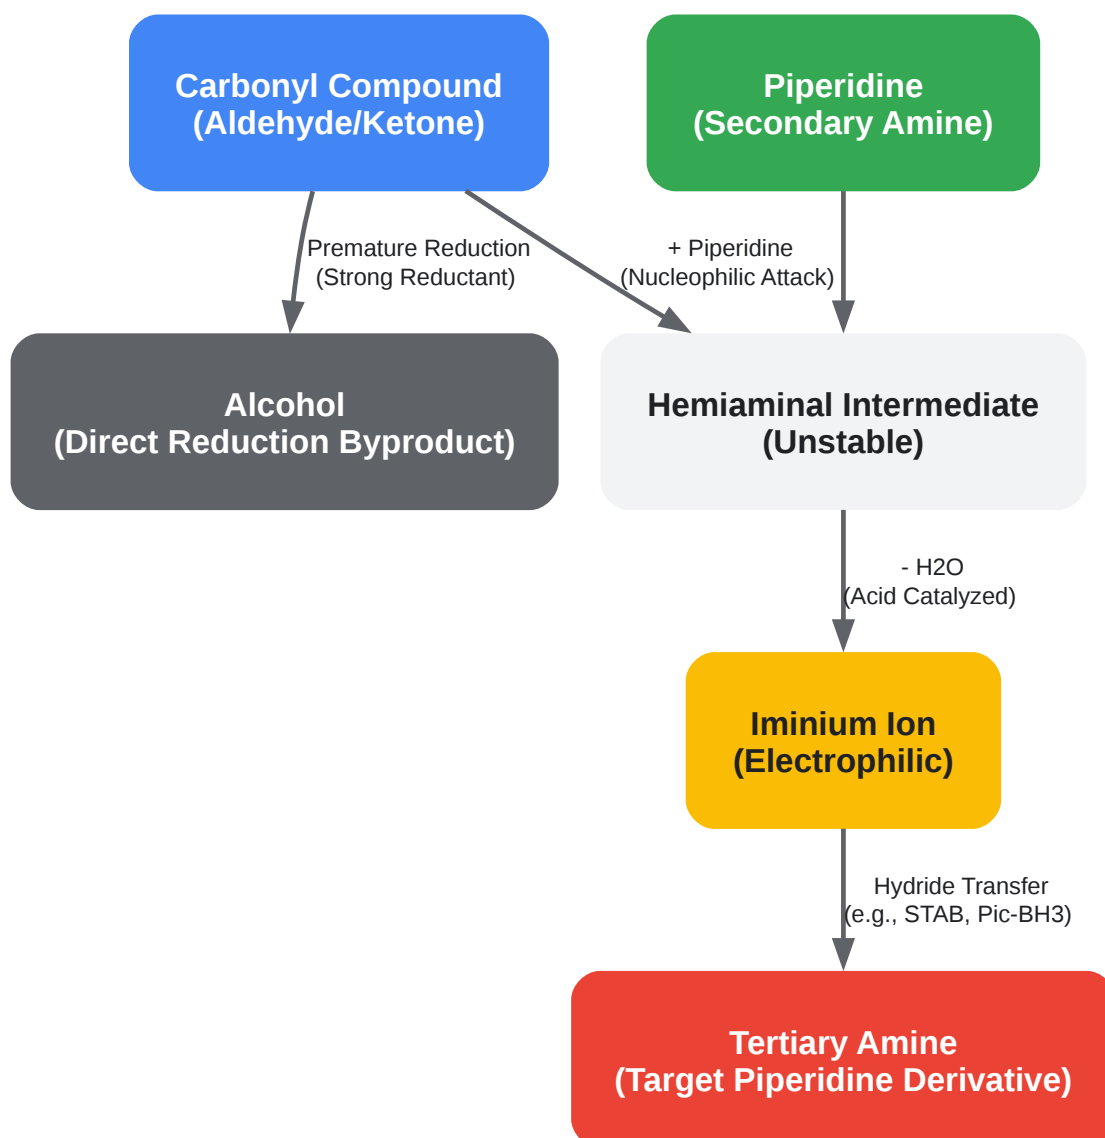 Carbonyl Compound
(Aldehyde/Ketone)
Piperidine
(Secondary Amine)
Premature Reduction
(Strong Reductant)
+ Piperidine
(Nucleophilic Attack)
Alcohol
(Direct Reduction Byproduct)
Hemiaminal Intermediate
(Unstable)
- H2O
(Acid Catalyzed)
Iminium Ion
(Electrophilic)
Hydride Transfer
(e.g., STAB, Pic-BH3)
Tertiary Amine
(Target Piperidine Derivative)